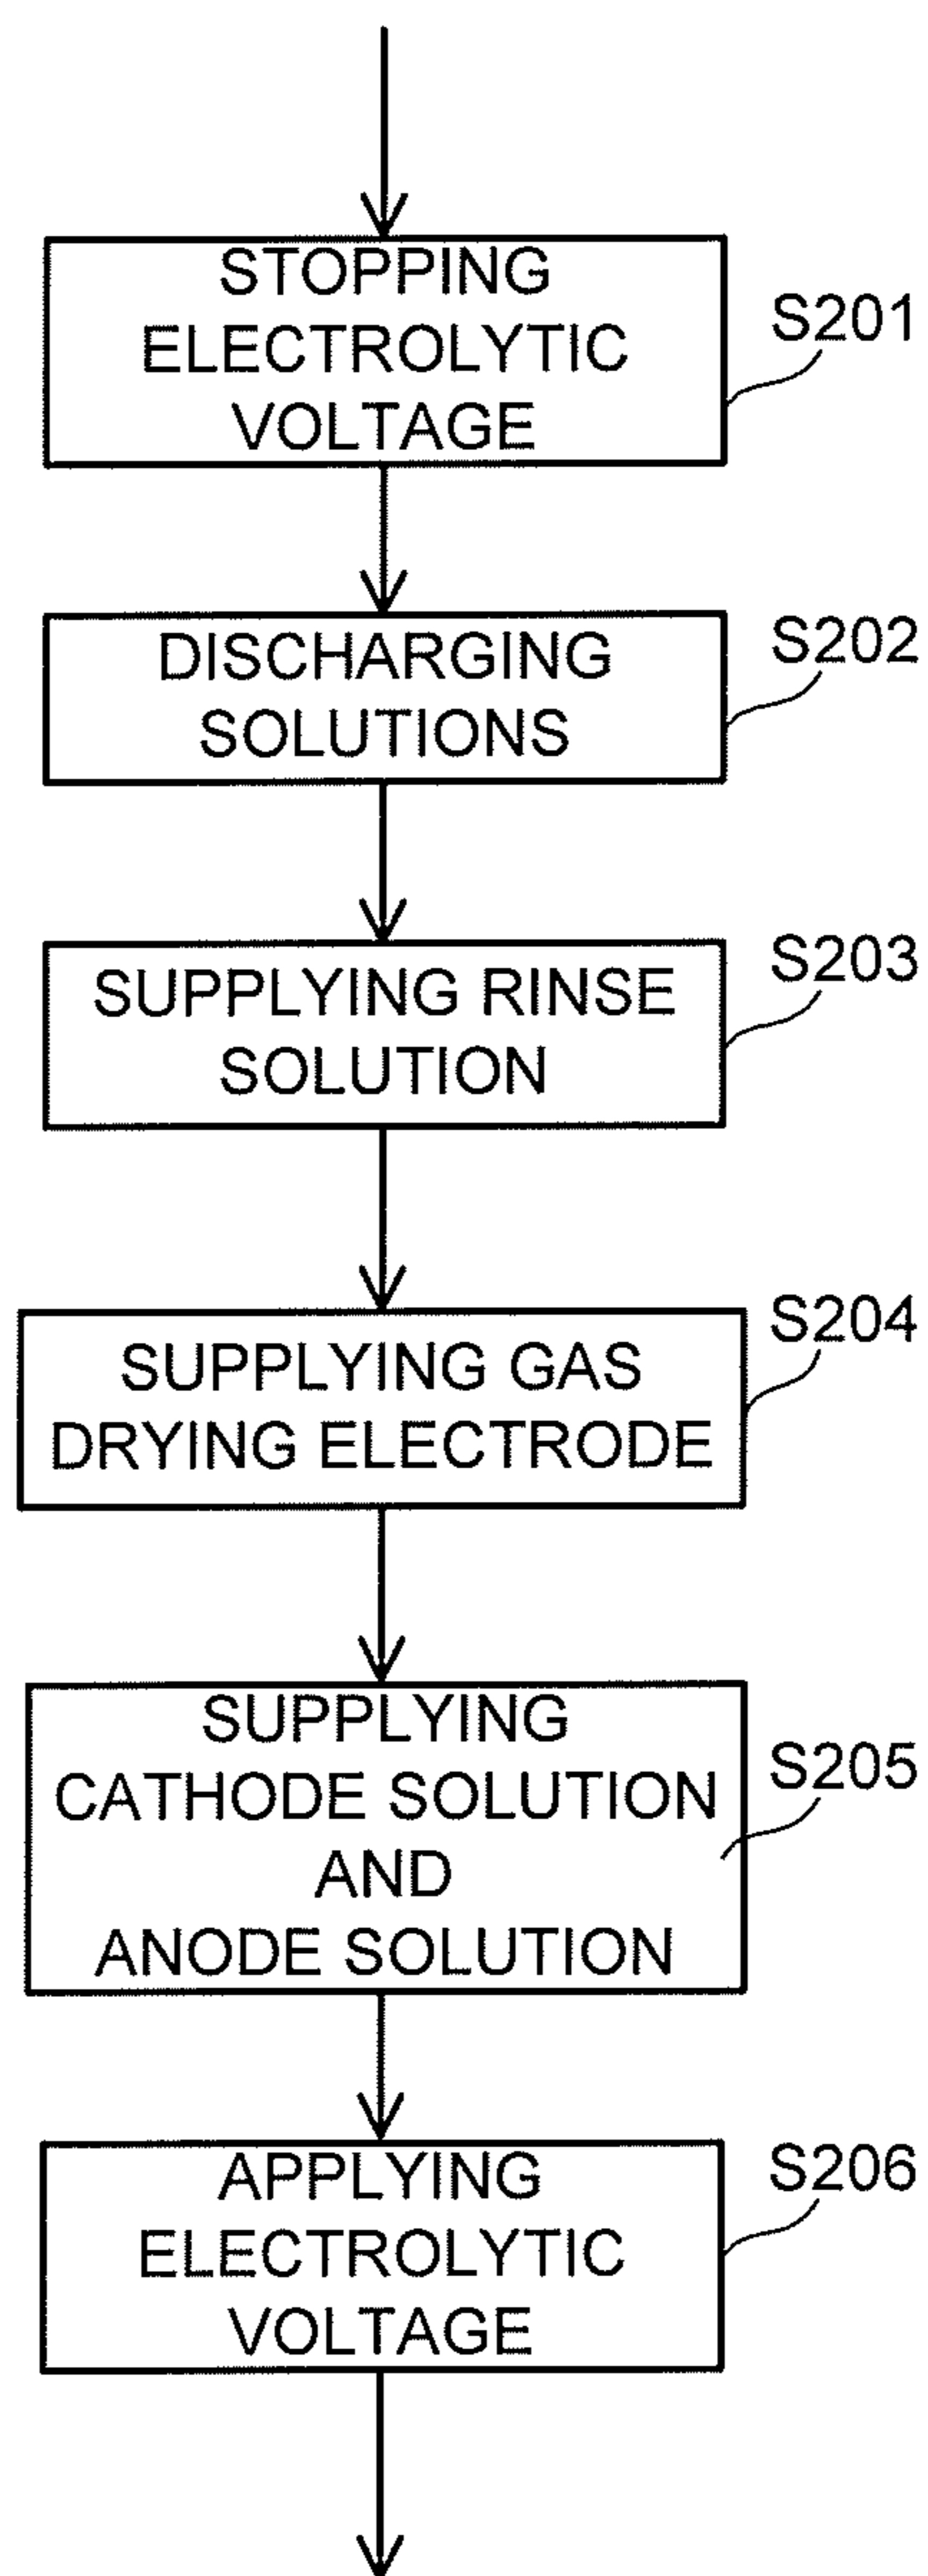 STOPPING
ELECTROLYTIC
VOLTAGE
S201
DISCHARGING
SOLUTIONS
S202
SUPPLYING RINSE
SOLUTION
S203
SUPPLYING GAS
DRYING ELECTRODE
S204
SUPPLYING
CATHODE SOLUTION
AND
ANODE SOLUTION
S205
APPLYING
ELECTROLYTIC
VOLTAGE
S206